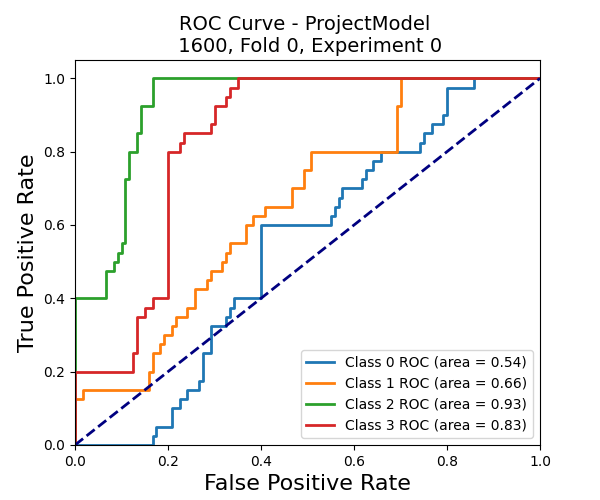 ROC Curve - ProjectModel
1600, Fold 0, Experiment 0
True Positive Rate
1.0
0.8
0.6
0.4
0.2
0.0
Class 0 ROC (area = 0.54)
Class 1 ROC (area = 0.66)
Class 2 ROC (area = 0.93)
Class 3 ROC (area = 0.83)
0.0 0.2 0.4 0.6 0.8 1.0
False Positive Rate